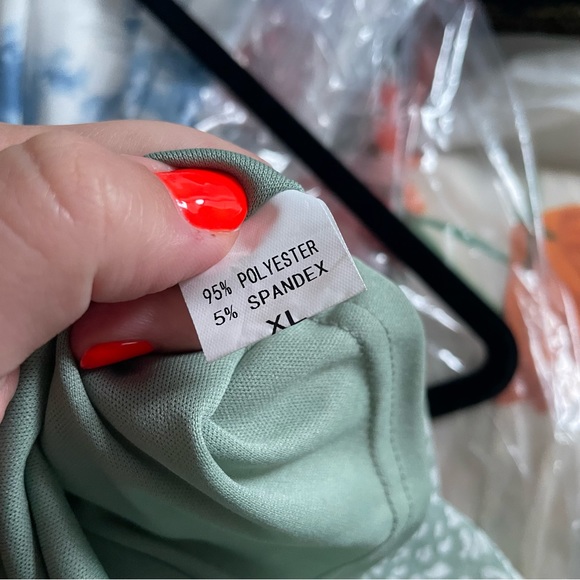 95% POLYESTER
5% SPANDEX
XL